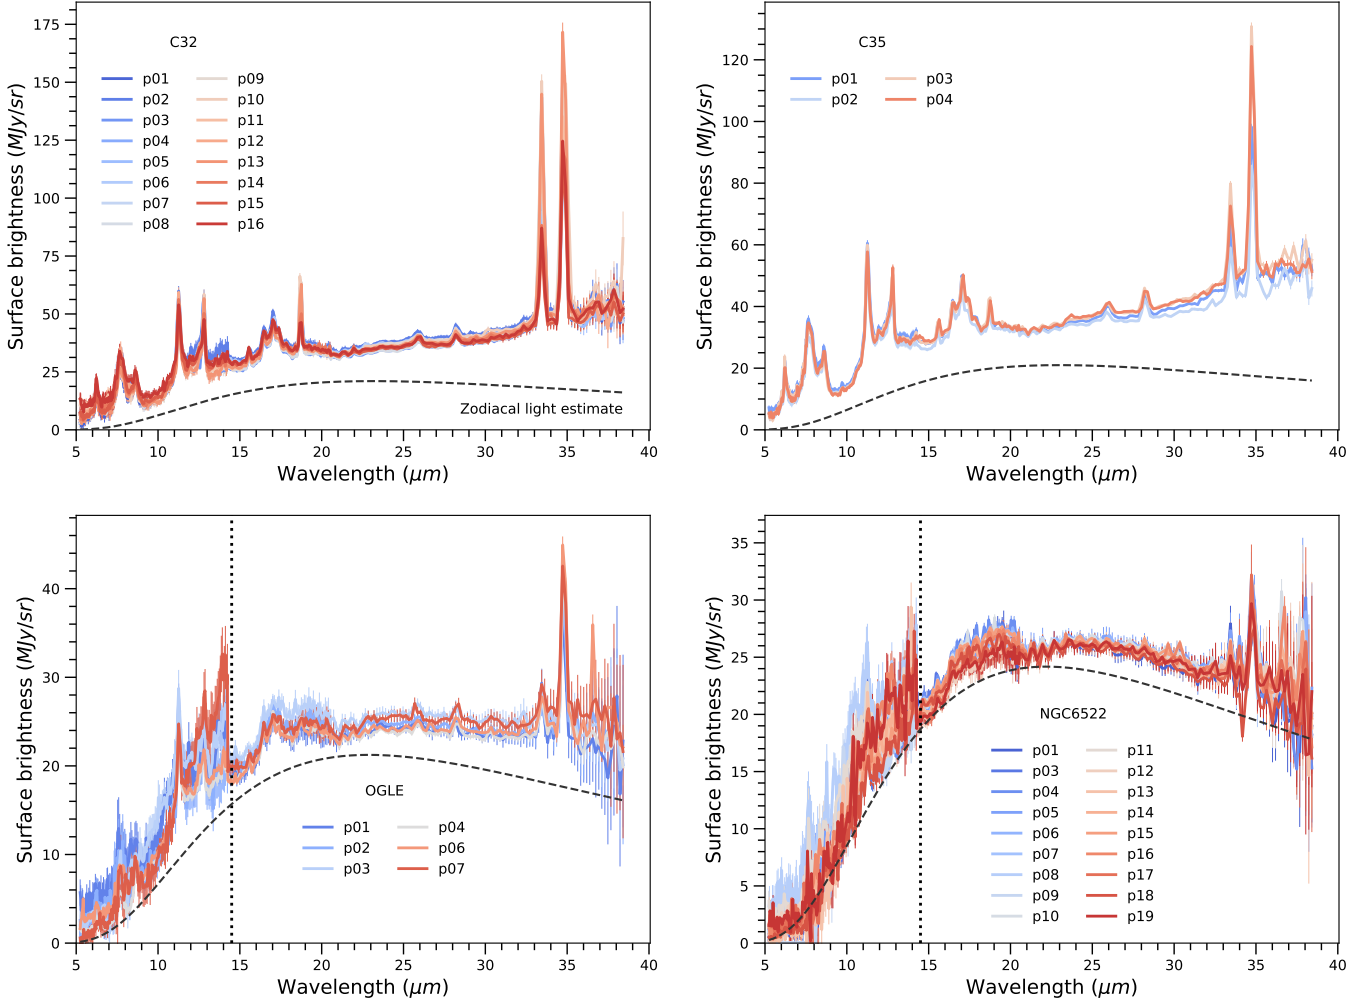 C32
p01 p09
p02 p10
p03 p11
p04 p12
p05 p13
p06 p14
p07 p15
p08 p16
Zodiacal light estimate
Surface brightness (MJy/sr)
0 25 50 75 100 125 150 175
5 10 15 20 25 30 35 40
Wavelength (μm)
C35
p01 p03
p02 p04
Surface brightness (MJy/sr)
0 20 40 60 80 100 120
5 10 15 20 25 30 35 40
Wavelength (μm)
OGLE
p01 p04
p02 p06
p03 p07
Surface brightness (MJy/sr)
0 10 20 30 40
5 10 15 20 25 30 35 40
Wavelength (μm)
NGC6522
p01 p11
p03 p12
p04 p13
p05 p14
p06 p15
p07 p16
p08 p17
p09 p18
p10 p19
Surface brightness (MJy/sr)
0 5 10 15 20 25 30 35
5 10 15 20 25 30 35 40
Wavelength (μm)